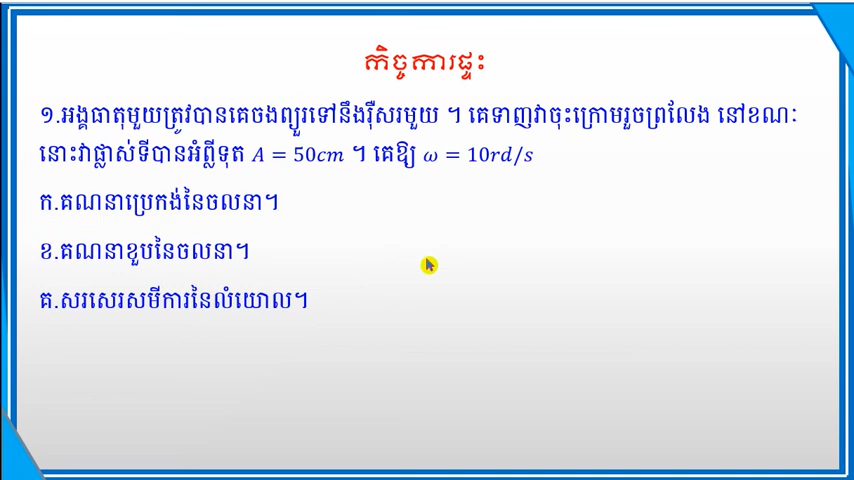 កិច្ចការផ្ទះ
១.អង្គធាតុមួយត្រូវបានគេចងព្យួរទៅនឹងរ៉ឺសរមួយ ។ គេទាញវាចុះក្រោមរួចព្រលែង នៅខណៈ
នោះវាផ្លាស់ទីបានអំព្លីទុត A = 50cm ។ គេឱ្យ ω = 10rd/s
ក.គណនាប្រេកង់នៃចលនា។
ខ.គណនាខួបនៃចលនា។
គ.សរសេរសមីការនៃលំយោល។